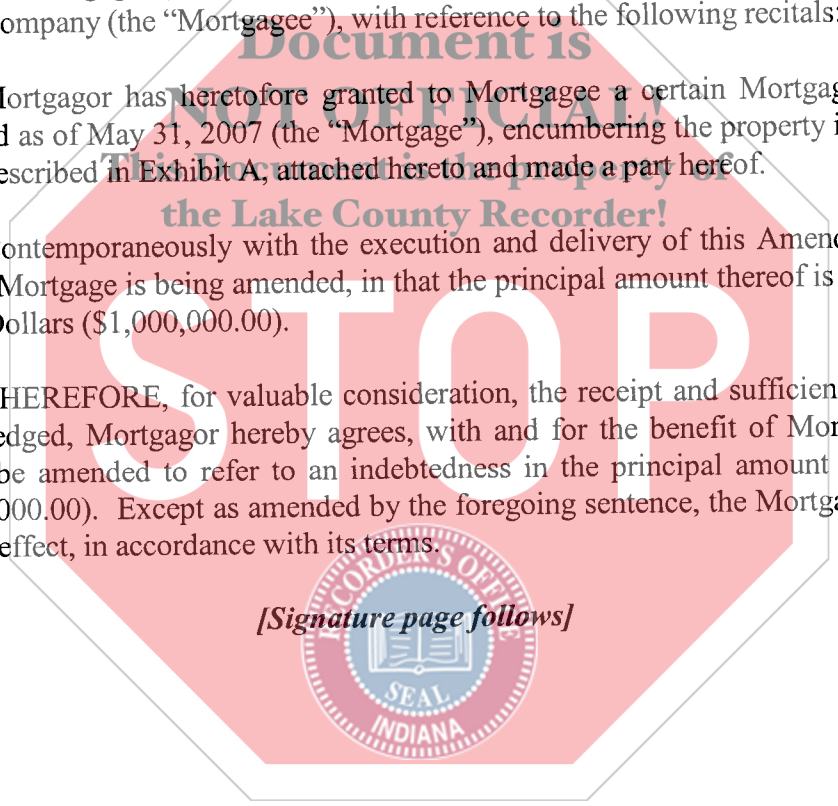 ompany (the “Mortgagee”), with reference to the following recitals:
Document is
NOT OFFICIAL!
ortgagor has heretofore granted to Mortgagee a certain Mortgag
d as of May 31, 2007 (the “Mortgage”), encumbering the property i
This Document is the property of
escribed in Exhibit A, attached hereto and made a part hereof.
the Lake County Recorder!
ontemporaneously with the execution and delivery of this Amend
Mortgage is being amended, in that the principal amount thereof is
Dollars ($1,000,000.00).
STOP
HEREFORE, for valuable consideration, the receipt and sufficien
edged, Mortgagor hereby agrees, with and for the benefit of Mor
be amended to refer to an indebtedness in the principal amount
000.00). Except as amended by the foregoing sentence, the Mortga
effect, in accordance with its terms.
[Signature page follows]
RECORDER'S OFFICE
SEAL
INDIANA